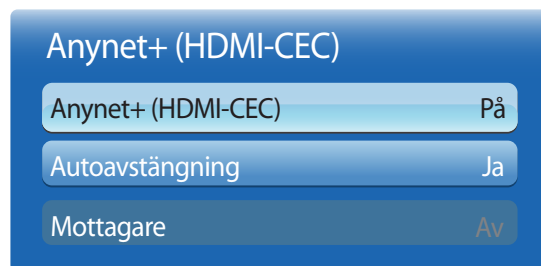 Anynet+ (HDMI-CEC)
Anynet+ (HDMI-CEC) På
Autoavstängning Ja
Mottagare Av